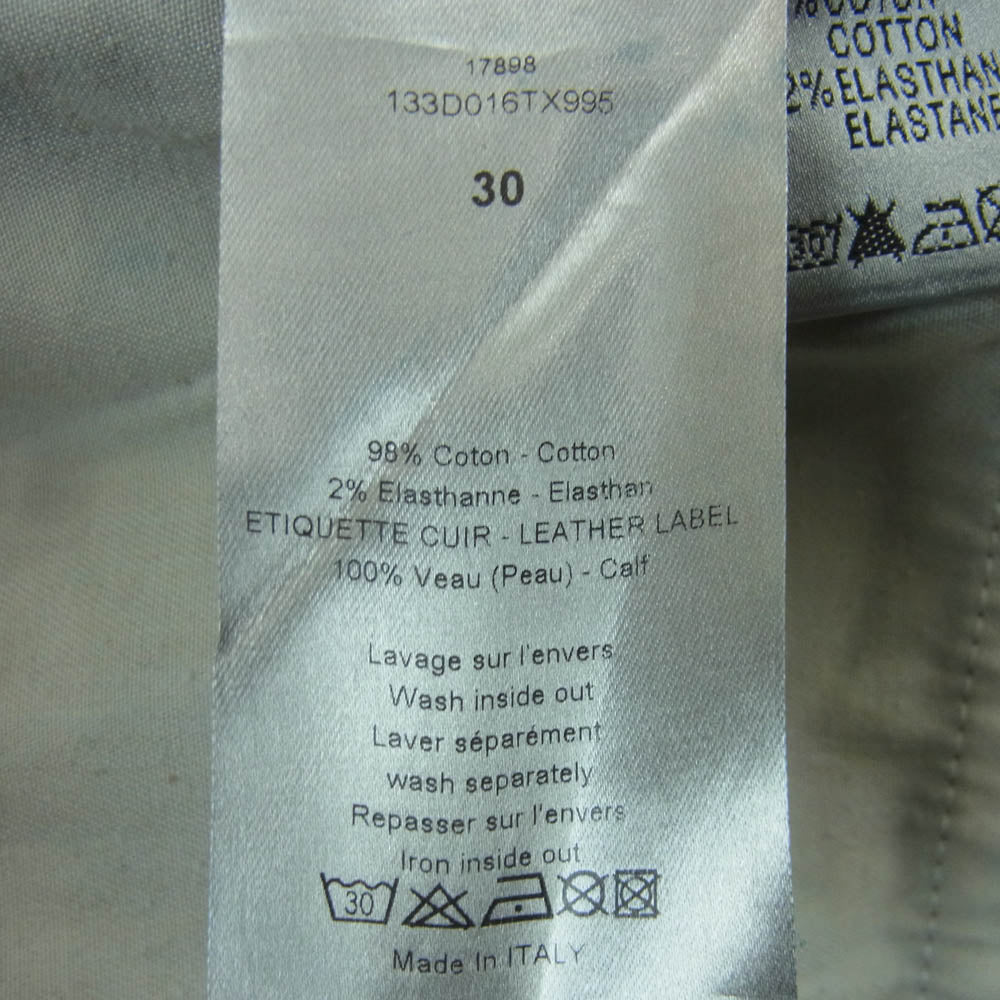 17898
133D016TX995
30
98% Coton - Cotton
2% Elasthanne - Elasthan
ETIQUETTE CUIR - LEATHER LABEL
100% Veau (Peau) - Calf
Lavage sur l'envers
Wash inside out
Laver séparément
wash separately
Repasser sur l'envers
Iron inside out
30
Made In ITALY
COTTON
2% ELASTHAN
ELASTANE
30